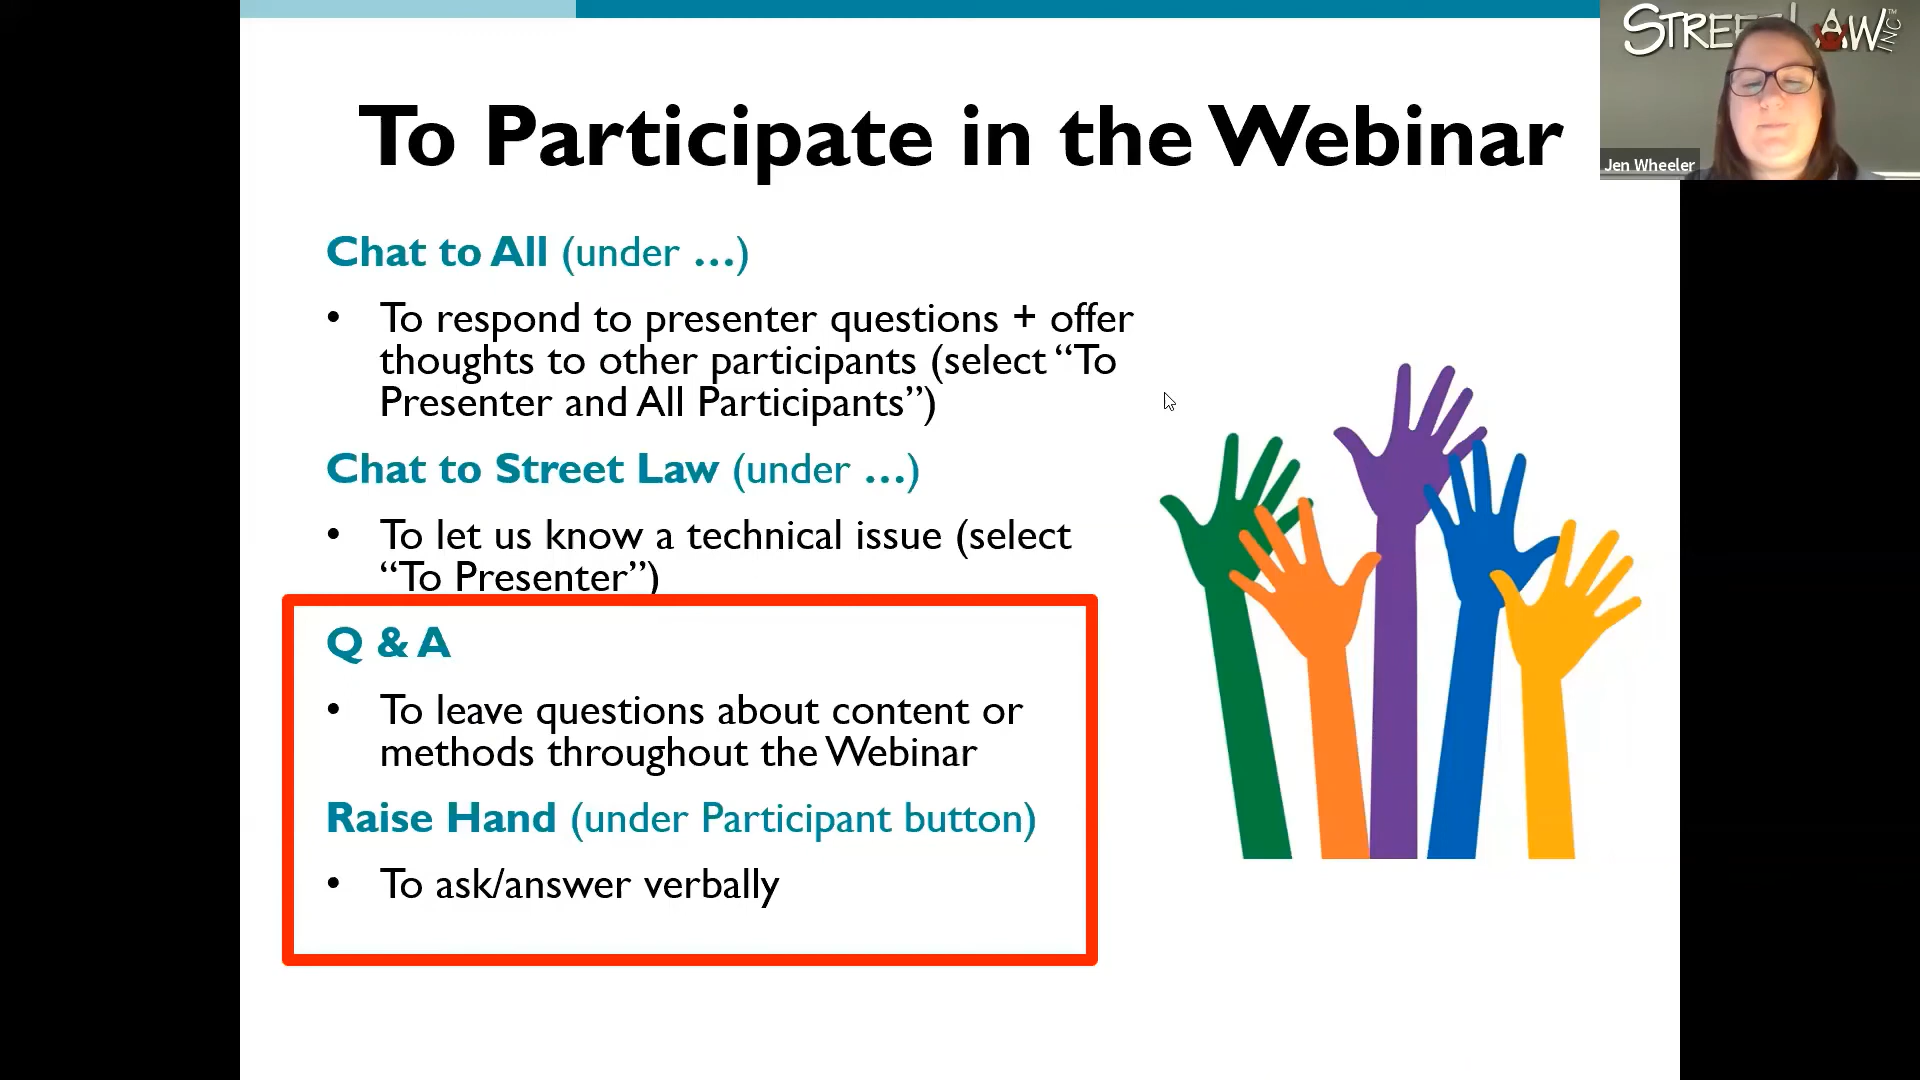 To Participate in the Webinar
Chat to All (under ...)
• To respond to presenter questions + offer
thoughts to other participants (select “To
Presenter and All Participants”)
Chat to Street Law (under ...)
• To let us know a technical issue (select
“To Presenter”)
Q & A
• To leave questions about content or
methods throughout the Webinar
Raise Hand (under Participant button)
• To ask/answer verbally
Jen Wheeler